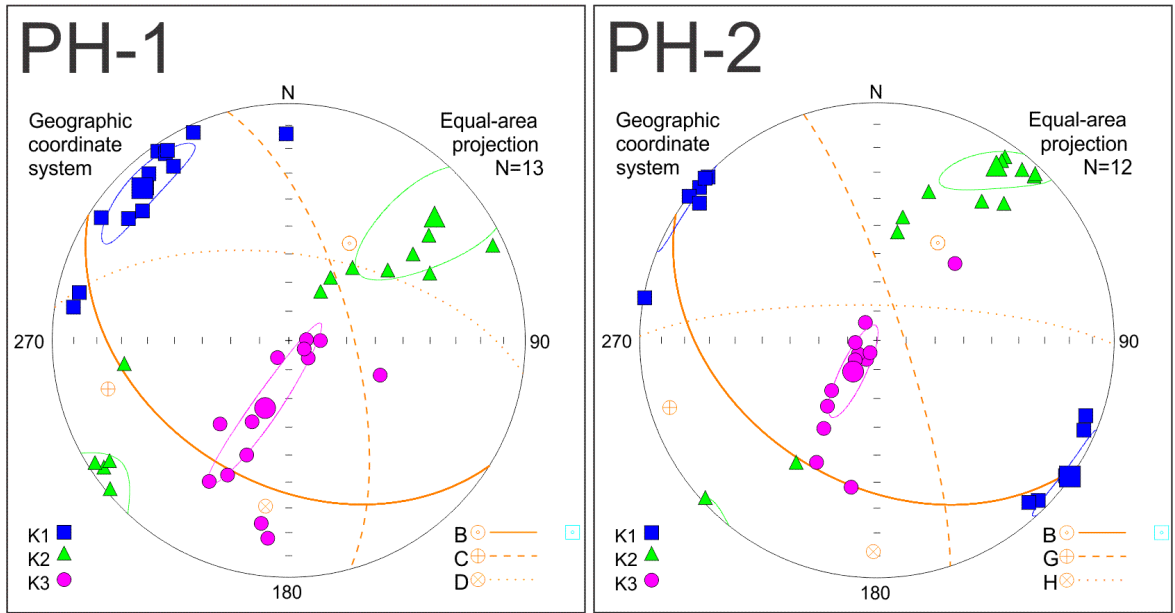 PH-1
N
Geographic
coordinate
system
Equal-area
projection
N=13
270
90
K1
K2
K3
180
B
C
D
PH-2
N
Geographic
coordinate
system
Equal-area
projection
N=12
270
90
K1
K2
K3
180
B
G
H